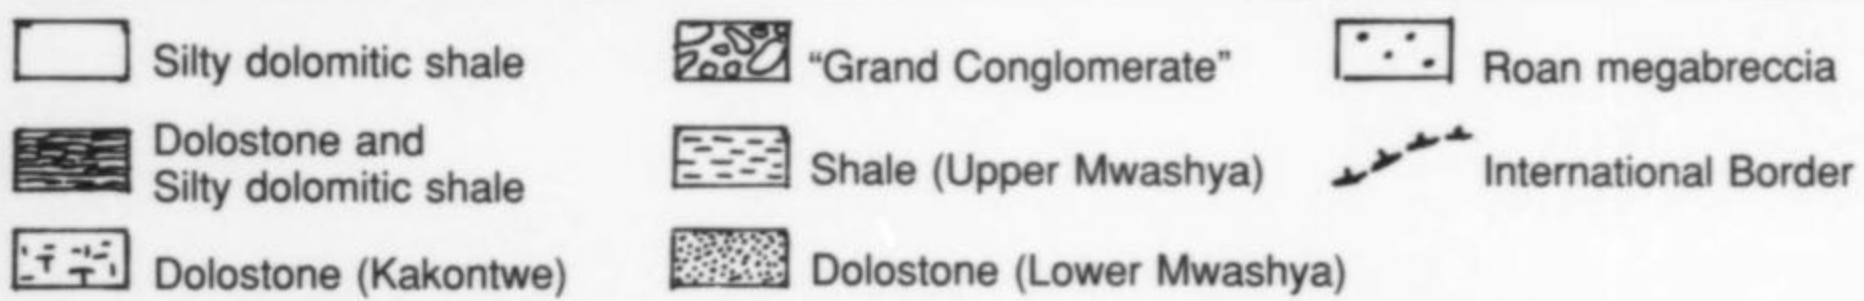 Silty dolomitic shale
Dolostone and
Silty dolomitic shale
Dolostone (Kakontwe)
“Grand Conglomerate”
Shale (Upper Mwashya)
Dolostone (Lower Mwashya)
Roan megabreccia
International Border